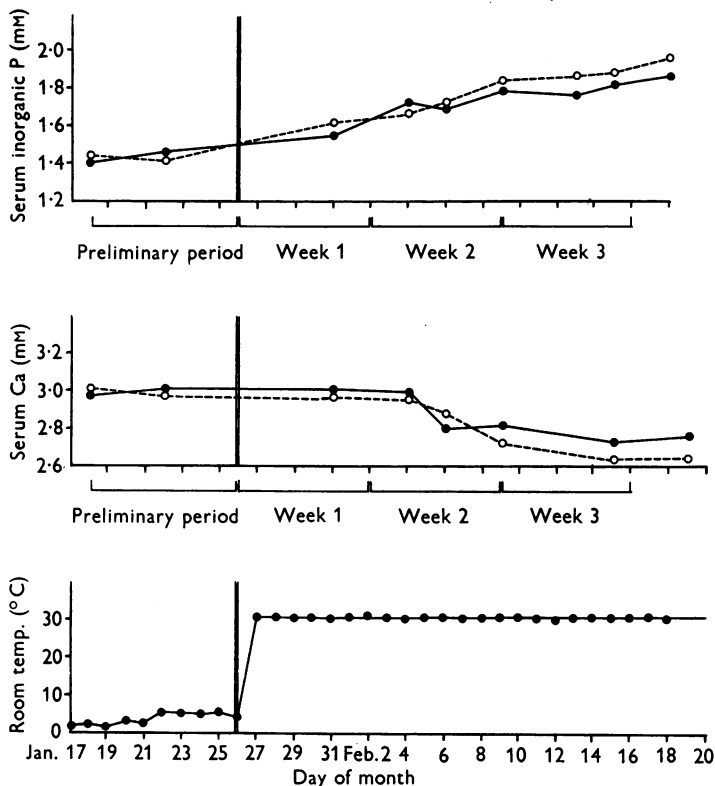 Serum inorganic P (mM)
2·0
1·8
1·6
1·4
1·2
Preliminary period Week 1 Week 2 Week 3
Serum Ca (mM)
3·2
3·0
2·8
2·6
Preliminary period Week 1 Week 2 Week 3
Room temp. (°C)
30
20
10
0
Jan. 17 19 21 23 25 27 29 31 Feb. 2 4 6 8 10 12 14 16 18 20
Day of month